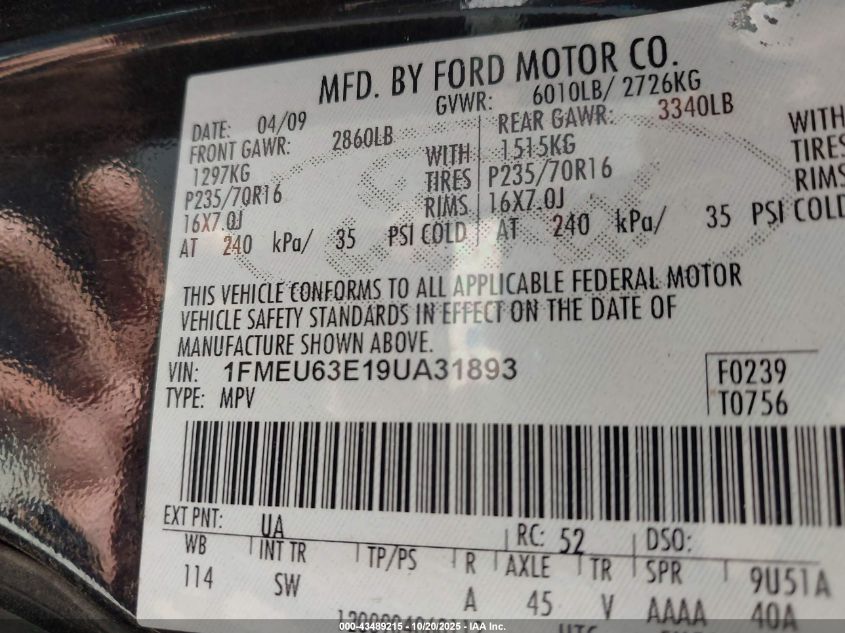 MFD. BY FORD MOTOR CO.
DATE: 04/09 GVWR: 6010LB/ 2726KG
FRONT GAWR: 2860LB REAR GAWR: 3340LB
1297KG WITH 1515KG WITH
P235/70R16 TIRES P235/70R16 TIRES
16X7.0J RIMS 16X7.0J RIMS
AT 240 kPa/ 35 PSI COLD AT 240 kPa/ 35 PSI COLD
THIS VEHICLE CONFORMS TO ALL APPLICABLE FEDERAL MOTOR
VEHICLE SAFETY STANDARDS IN EFFECT ON THE DATE OF
MANUFACTURE SHOWN ABOVE.
VIN: 1FMEU63E19UA31893 F0239
TYPE: MPV T0756
EXT PNT: UA RC: 52 DSO:
WB INT TR TP/PS R AXLE TR SPR 9U51A
114 SW A 45 V AAAA 40A
UTC
000-43489215 - 10/20/2025 - IAA Inc.